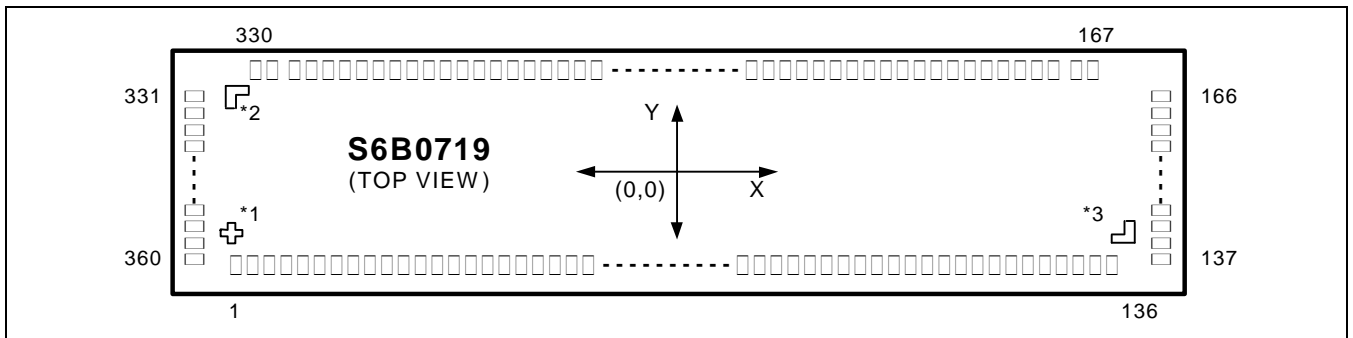 330 167
331 166
*2
Y
S6B0719
(TOP VIEW)
(0,0) X
*1 *3
360 137
1 136